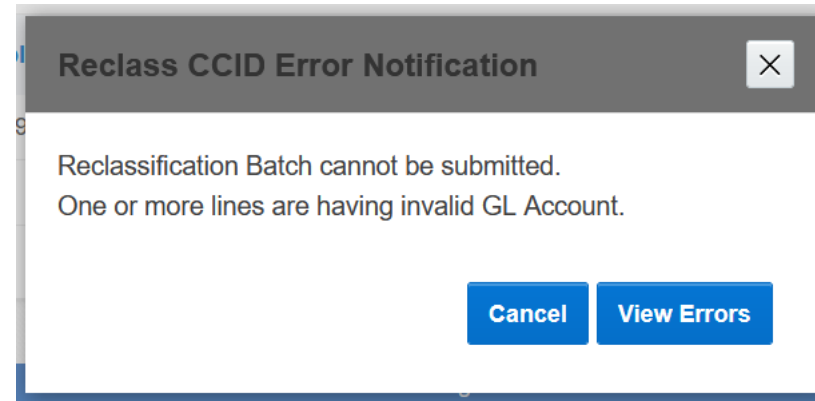 Reclass CCID Error Notification
Reclassification Batch cannot be submitted.
One or more lines are having invalid GL Account.
Cancel
View Errors